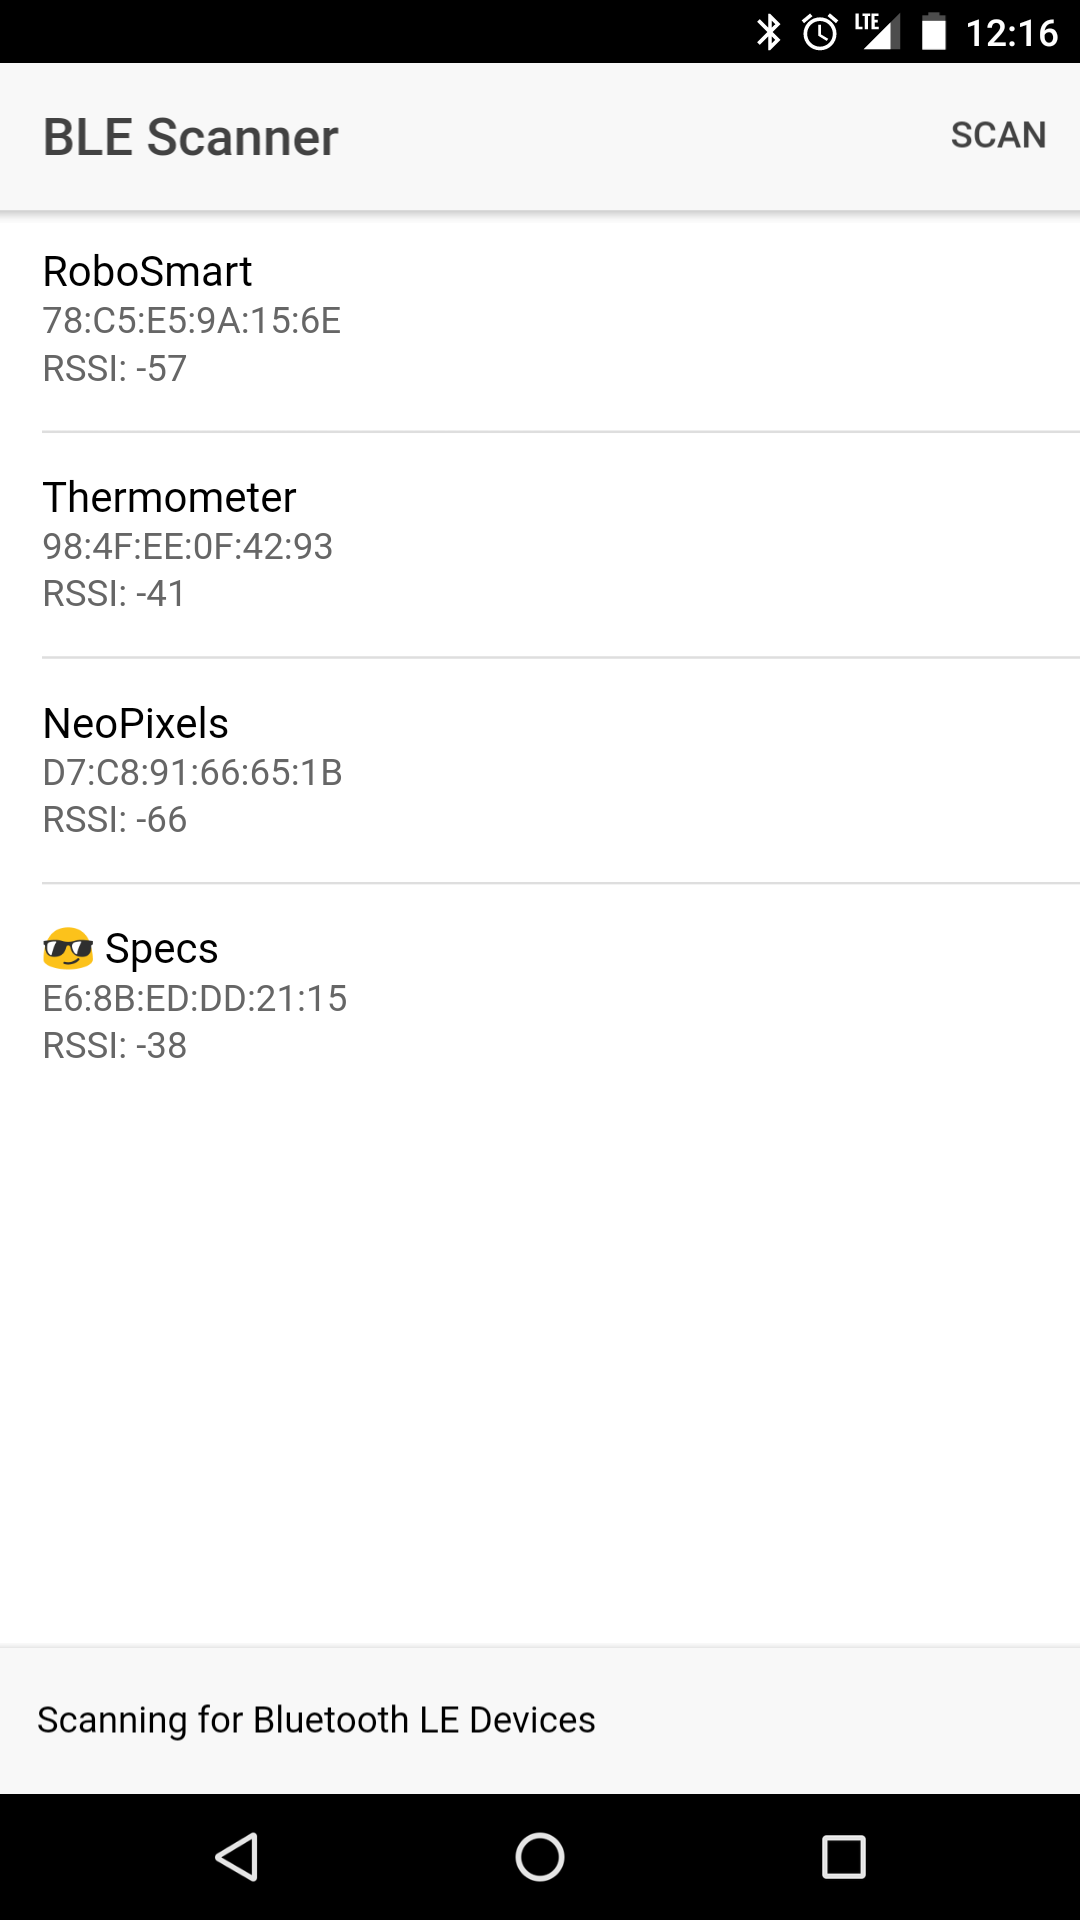 LTE 12:16
BLE Scanner SCAN
RoboSmart
78:C5:E5:9A:15:6E
RSSI: -57
Thermometer
98:4F:EE:0F:42:93
RSSI: -41
NeoPixels
D7:C8:91:66:65:1B
RSSI: -66
😎 Specs
E6:8B:ED:DD:21:15
RSSI: -38
Scanning for Bluetooth LE Devices